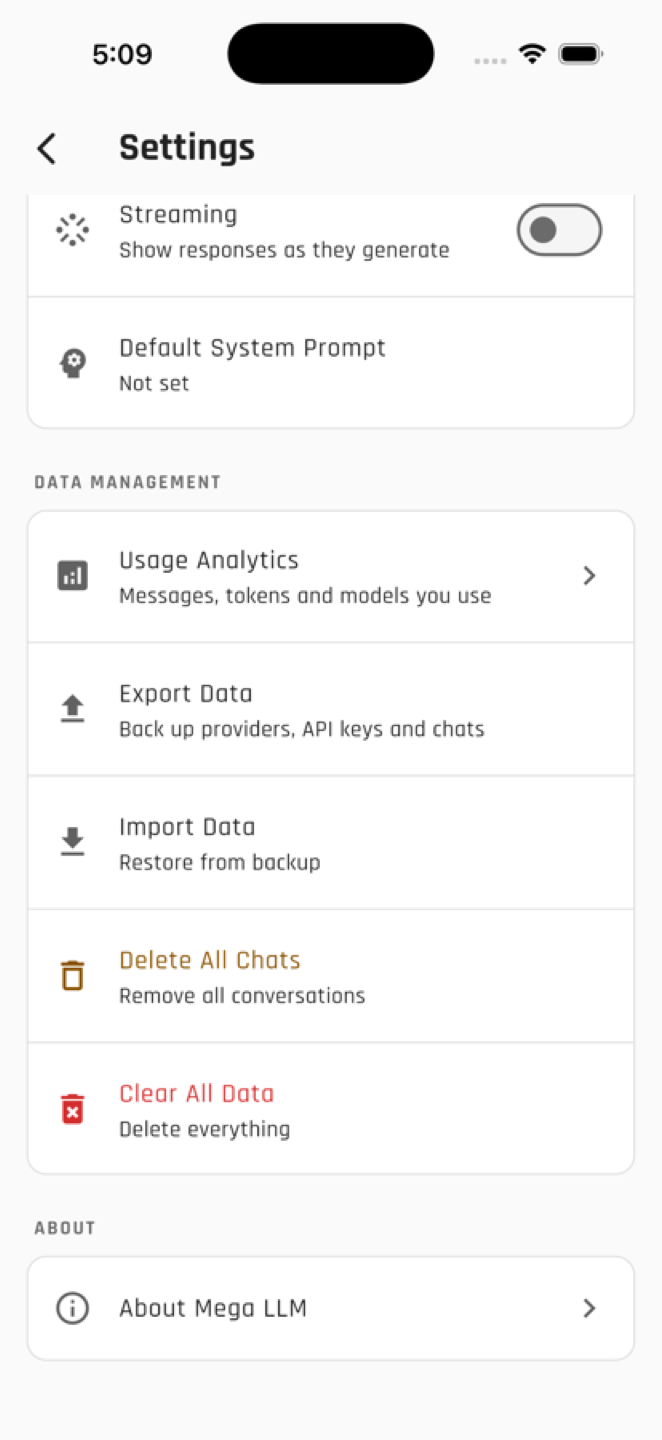 5:09
Settings
Streaming
Show responses as they generate
Default System Prompt
Not set
DATA MANAGEMENT
Usage Analytics
Messages, tokens and models you use
Export Data
Back up providers, API keys and chats
Import Data
Restore from backup
Delete All Chats
Remove all conversations
Clear All Data
Delete everything
ABOUT
About Mega LLM